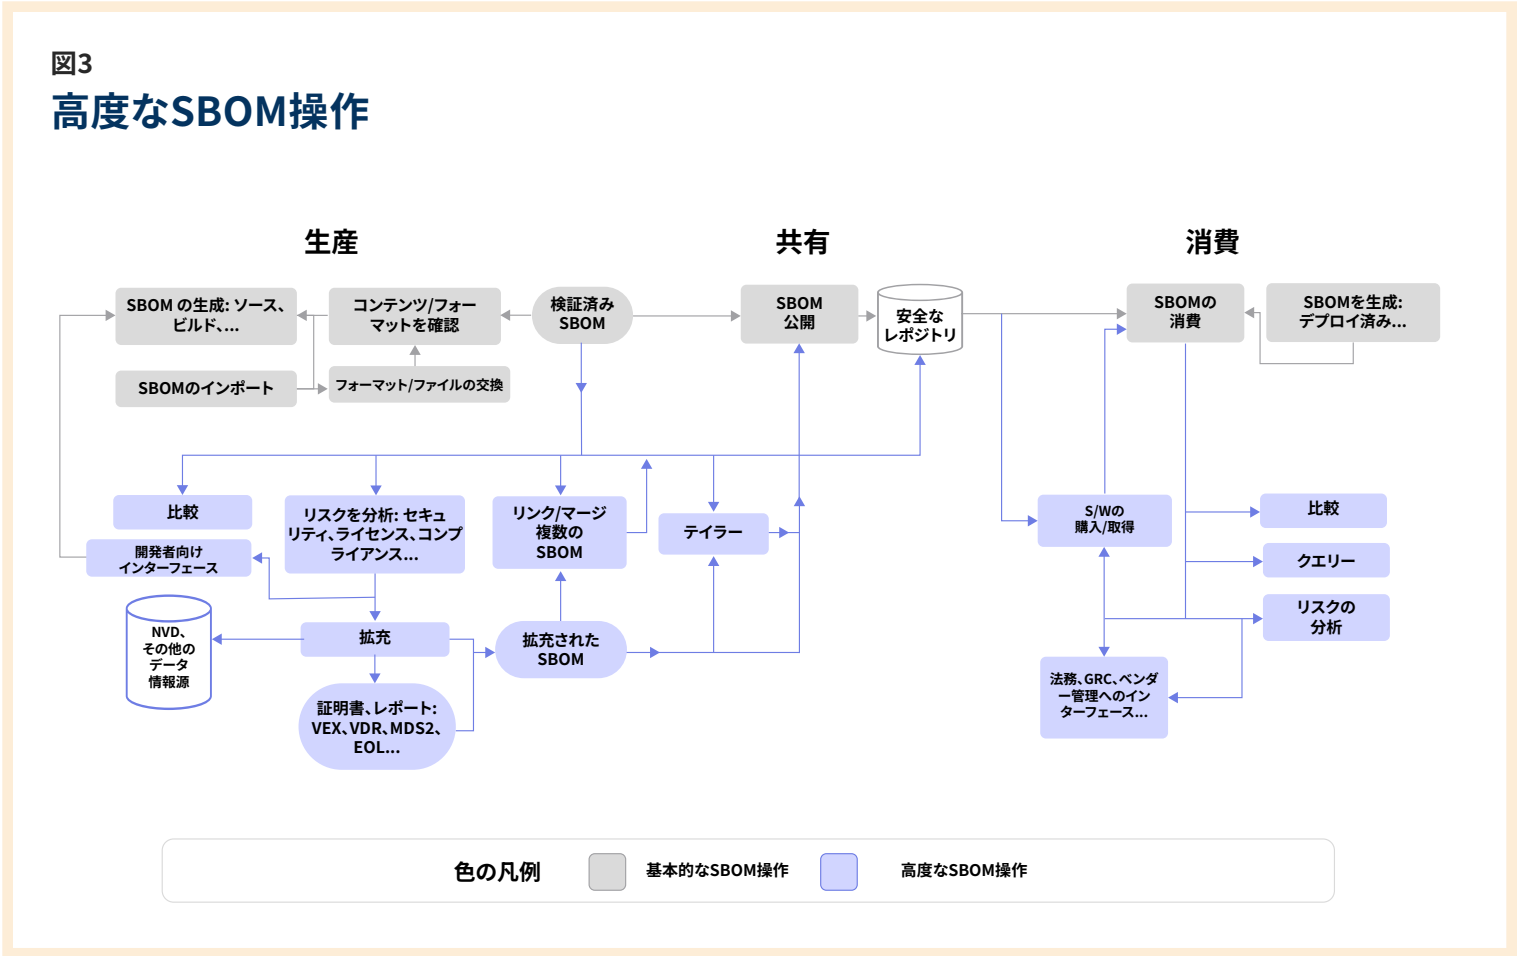 図3
高度なSBOM操作
生産
共有
消費
SBOM の生成: ソース、
ビルド、...
コンテンツ/フォー
マットを確認
検証済み
SBOM
SBOM
公開
安全な
レポジトリ
SBOMの
消費
SBOMを生成:
デプロイ済み...
SBOMのインポート
フォーマット/ファイルの交換
比較
リスクを分析: セキュ
リティ、ライセンス、コンプ
ライアンス...
リンク/マージ
複数の
SBOM
テイラー
S/Wの
購入/取得
比較
開発者向け
インターフェース
クエリー
リスクの
分析
NVD、
その他の
データ
情報源
拡充
拡充された
SBOM
証明書、レポート:
VEX、VDR、MDS2、
EOL...
法務、GRC、ベンダ
ー管理へのイン
ターフェース...
色の凡例
基本的なSBOM操作
高度なSBOM操作